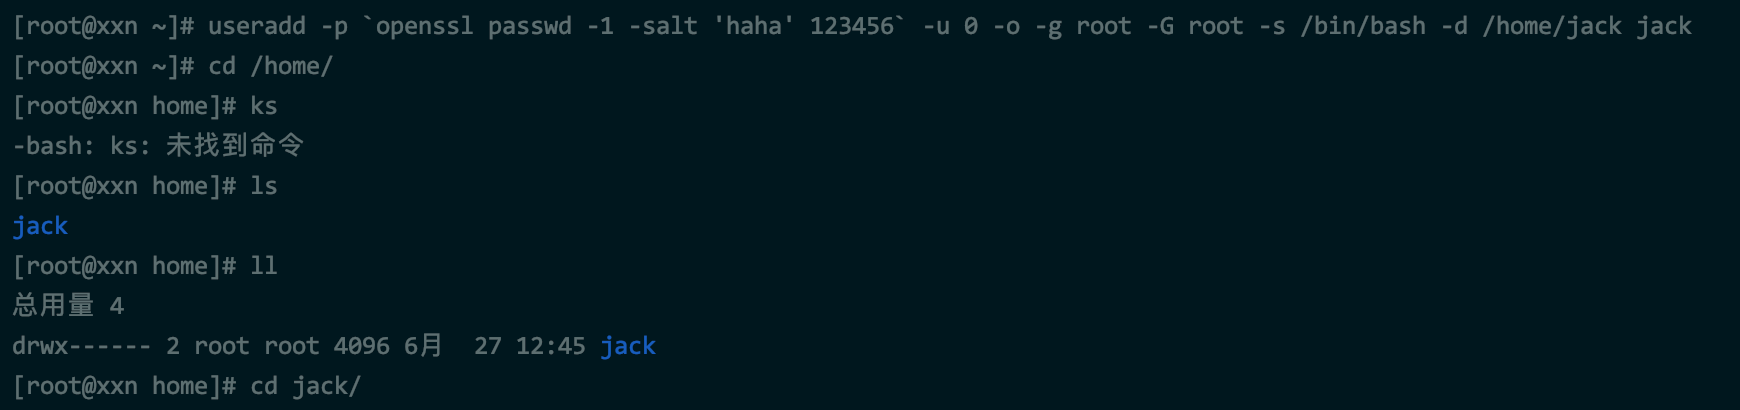 [root@xxn ~]# useradd -p `openssl passwd -1 -salt 'haha' 123456` -u 0 -o -g root -G root -s /bin/bash -d /home/jack jack
[root@xxn ~]# cd /home/
[root@xxn home]# ks
-bash: ks: 未找到命令
[root@xxn home]# ls
jack
[root@xxn home]# ll
总用量 4
drwx------ 2 root root 4096 6月  27 12:45 jack
[root@xxn home]# cd jack/